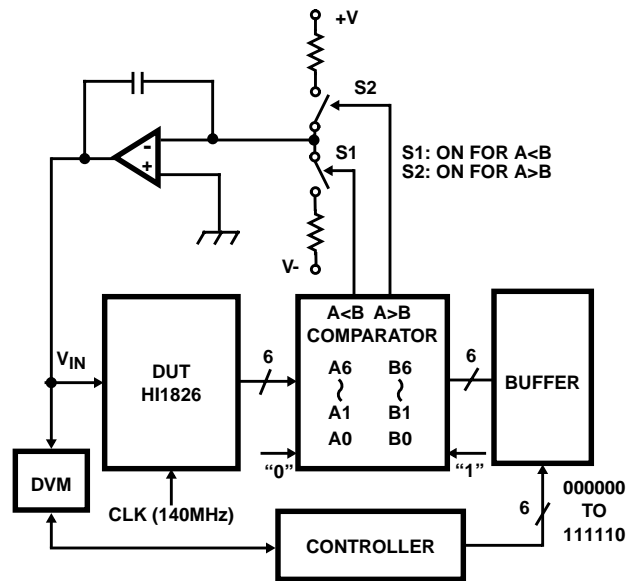 +V
S2
S1
S1: ON FOR A<B
S2: ON FOR A>B
-
+
V-
A<B A>B
COMPARATOR
A6 B6
A1 B1
A0 B0
VIN
DUT
HI1826
6
6
BUFFER
"0"
"1"
DVM
CLK (140MHz)
6
000000
TO
111110
CONTROLLER